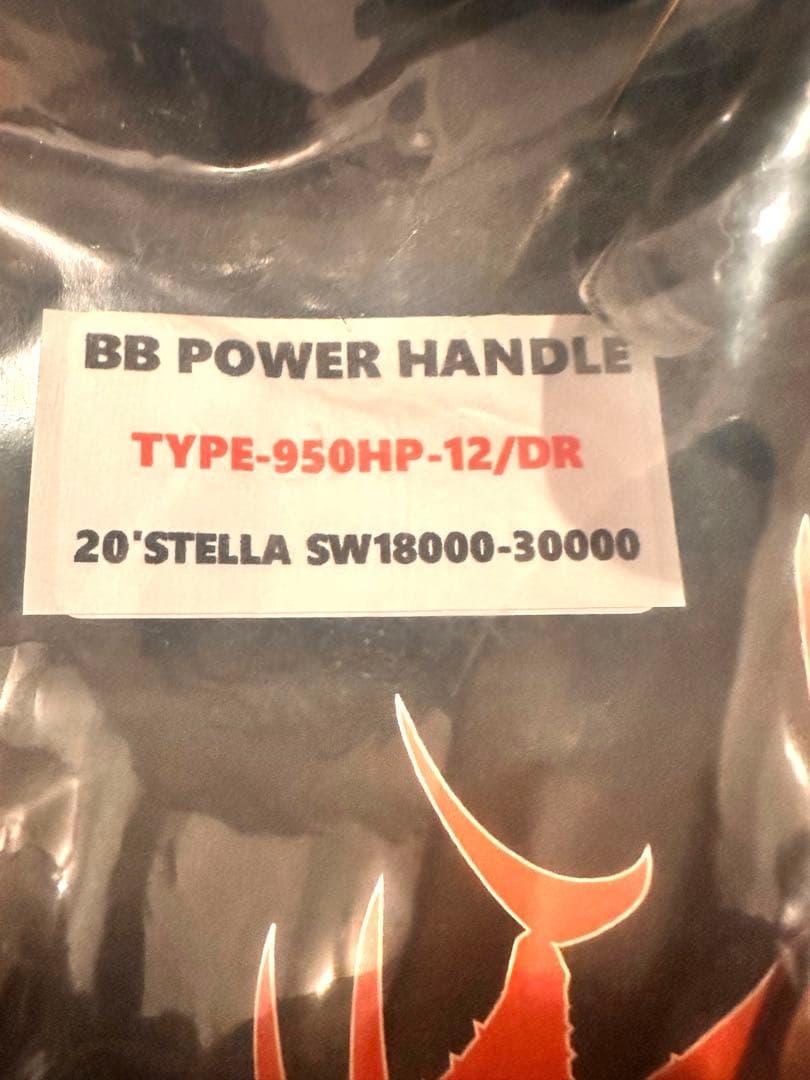 BB POWER HANDLE
TYPE-950HP-12/DR
20'STELLA SW18000-30000